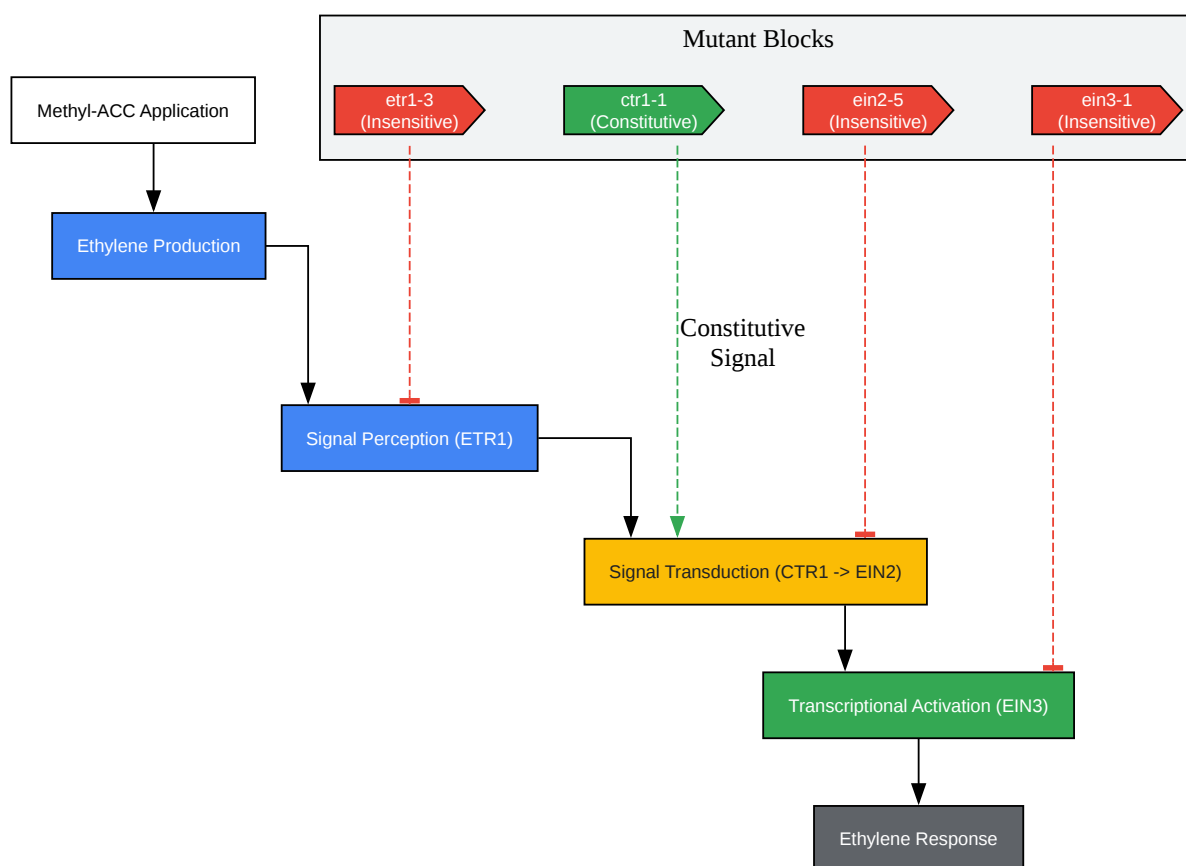 Mutant Blocks
etr1-3
(Insensitive)
ctr1-1
(Constitutive)
ein2-5
(Insensitive)
ein3-1
(Insensitive)
Methyl-ACC Application
Ethylene Production
Constitutive
Signal
Signal Perception (ETR1)
Signal Transduction (CTR1 -> EIN2)
Transcriptional Activation (EIN3)
Ethylene Response